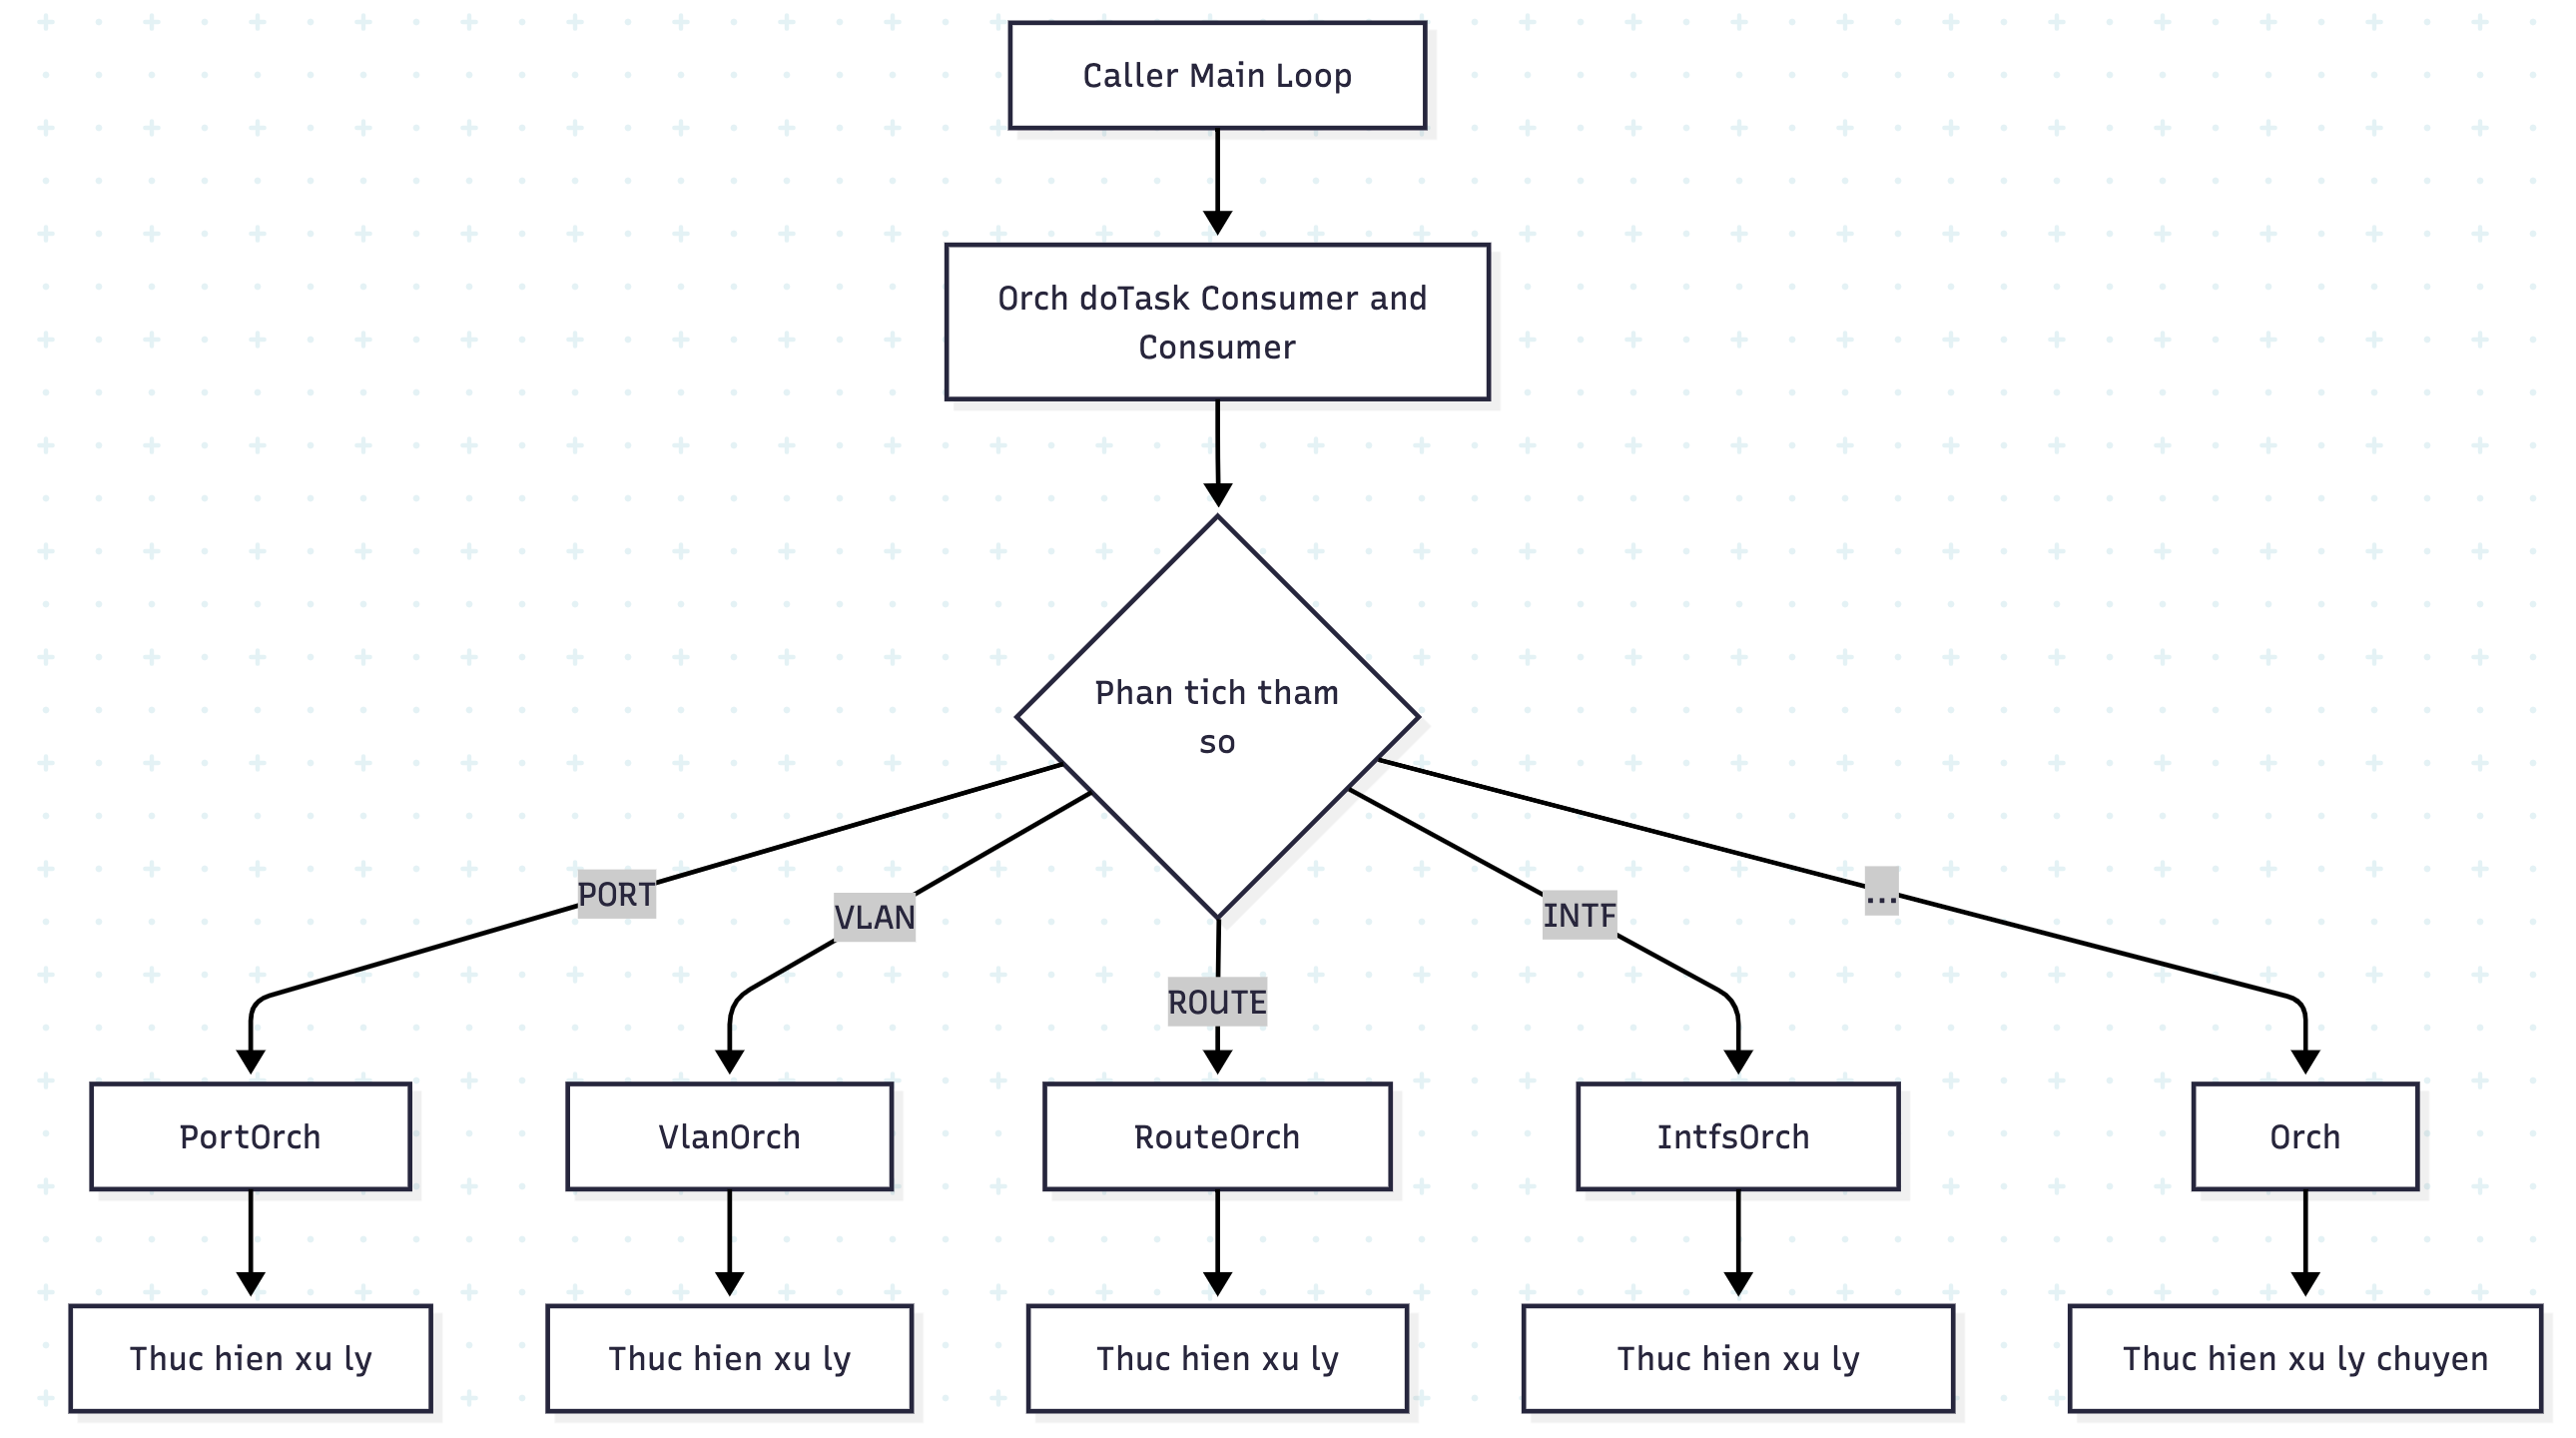 Caller Main Loop
Orch doTask Consumer and
Consumer
Phan tich tham
so
PORT
VLAN
ROUTE
INTF
...
PortOrch
VlanOrch
RouteOrch
IntfsOrch
Orch
Thuc hien xu ly
Thuc hien xu ly
Thuc hien xu ly
Thuc hien xu ly
Thuc hien xu ly chuyen